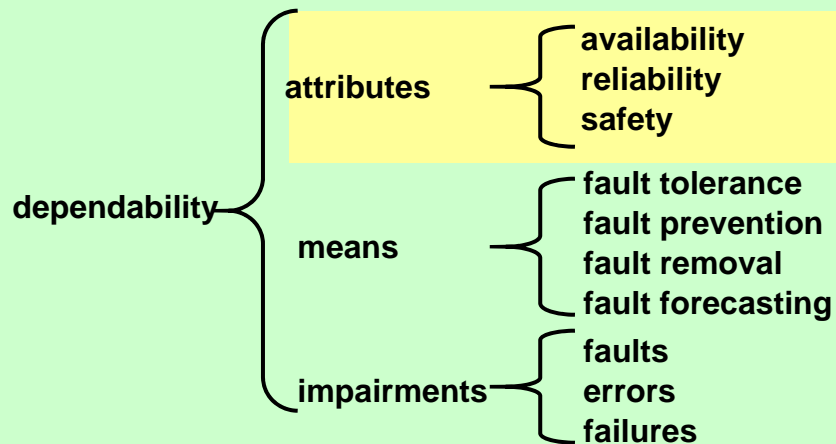 dependability
attributes
availability
reliability
safety
means
fault tolerance
fault prevention
fault removal
fault forecasting
impairments
faults
errors
failures